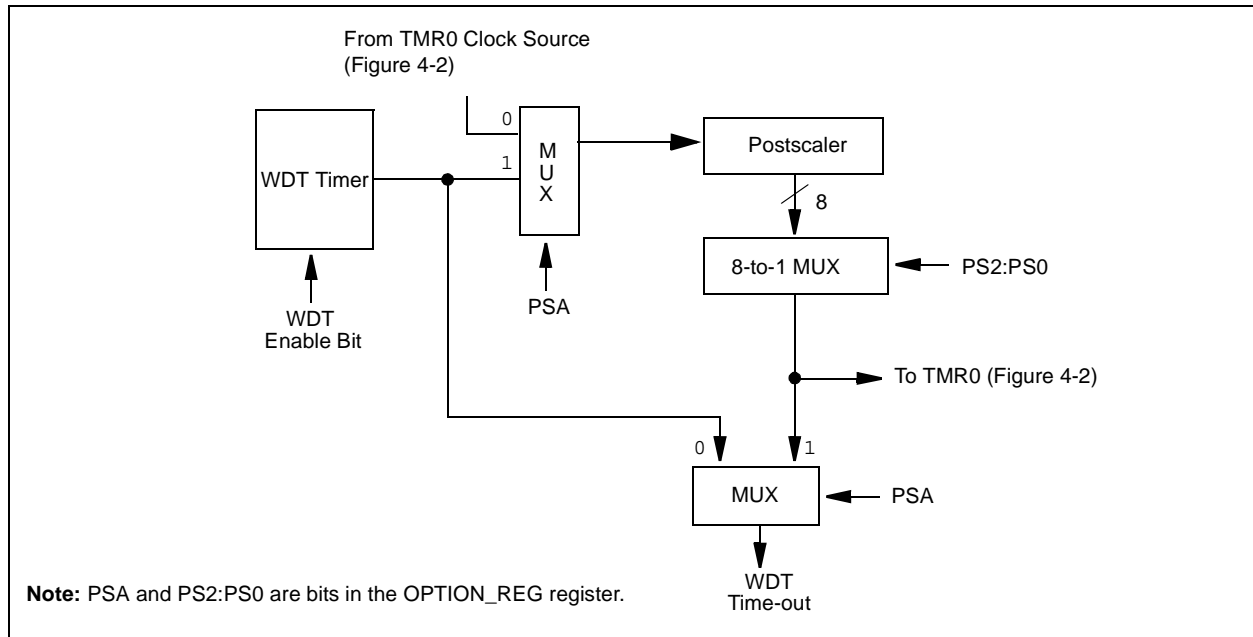 From TMR0 Clock Source
(Figure 4-2)
0
1
M
U
X
WDT Timer
Postscaler
8
8-to-1 MUX
PS2:PS0
PSA
WDT
Enable Bit
To TMR0 (Figure 4-2)
0
1
MUX
PSA
WDT
Time-out
Note: PSA and PS2:PS0 are bits in the OPTION_REG register.